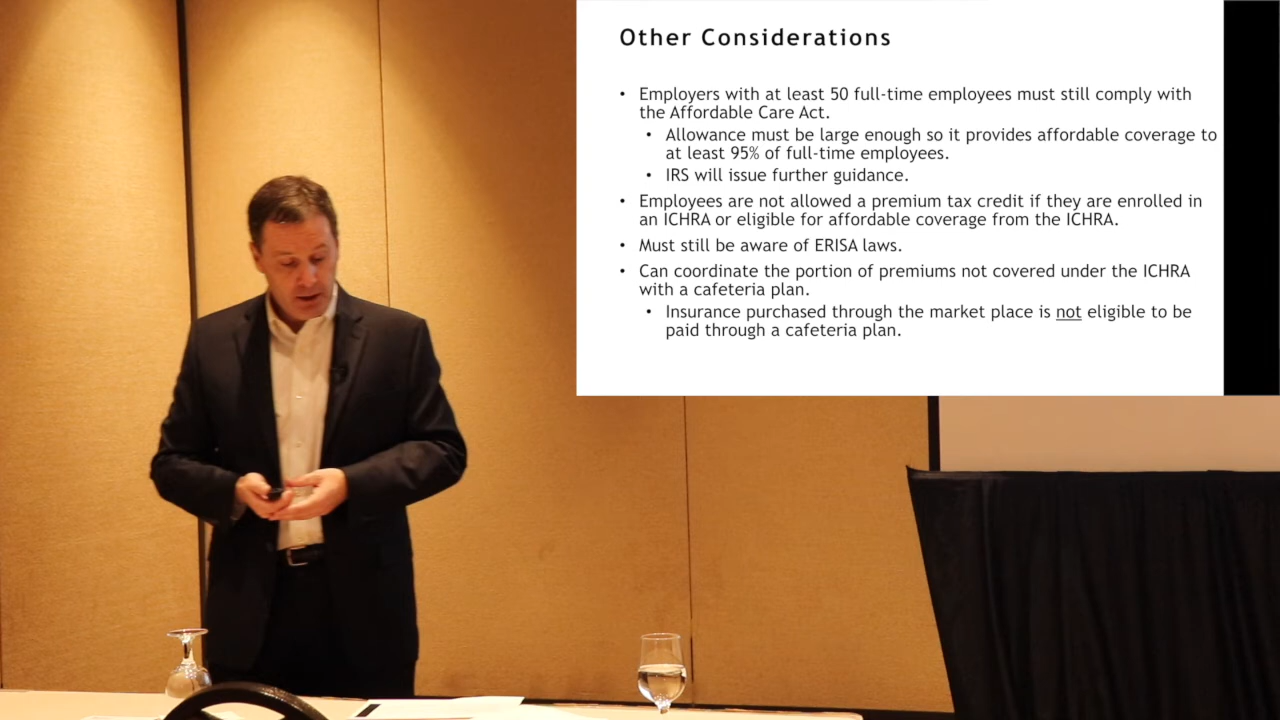 Other Considerations
• Employers with at least 50 full-time employees must still comply with
the Affordable Care Act.
• Allowance must be large enough so it provides affordable coverage to
at least 95% of full-time employees.
• IRS will issue further guidance.
• Employees are not allowed a premium tax credit if they are enrolled in
an ICHRA or eligible for affordable coverage from the ICHRA.
• Must still be aware of ERISA laws.
• Can coordinate the portion of premiums not covered under the ICHRA
with a cafeteria plan.
• Insurance purchased through the market place is not eligible to be
paid through a cafeteria plan.